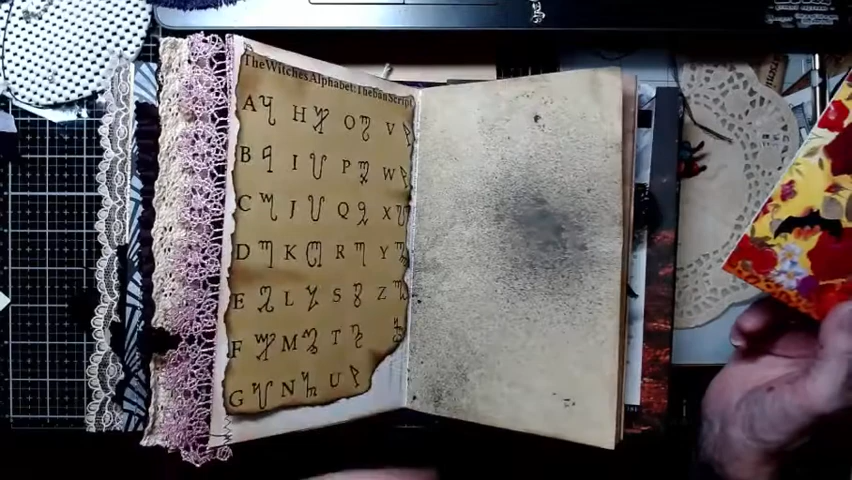 The Witches Alphabet: Theban Script
A H O V
B I P W
C J Q X
D K R Y
E L S Z
F M T
G N U